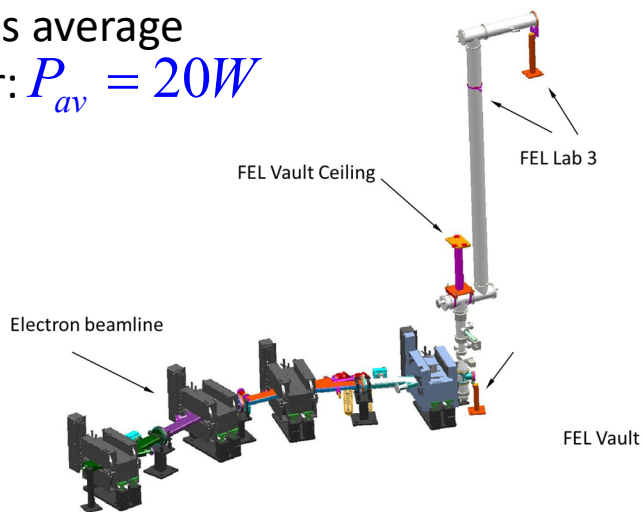 s average
r: P_av = 20W
FEL Lab 3
FEL Vault Ceiling
Electron beamline
FEL Vault